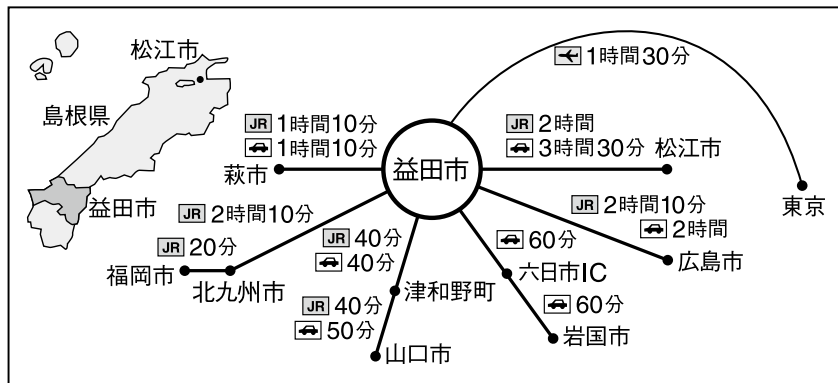 松江市
島根県
益田市
1時間30分
JR 1時間10分
1時間10分
萩市
益田市
JR 2時間
3時間30分
松江市
東京
JR 2時間10分
JR 20分
福岡市
北九州市
JR 40分
40分
津和野町
JR 40分
50分
山口市
60分
六日市IC
60分
岩国市
JR 2時間10分
2時間
広島市